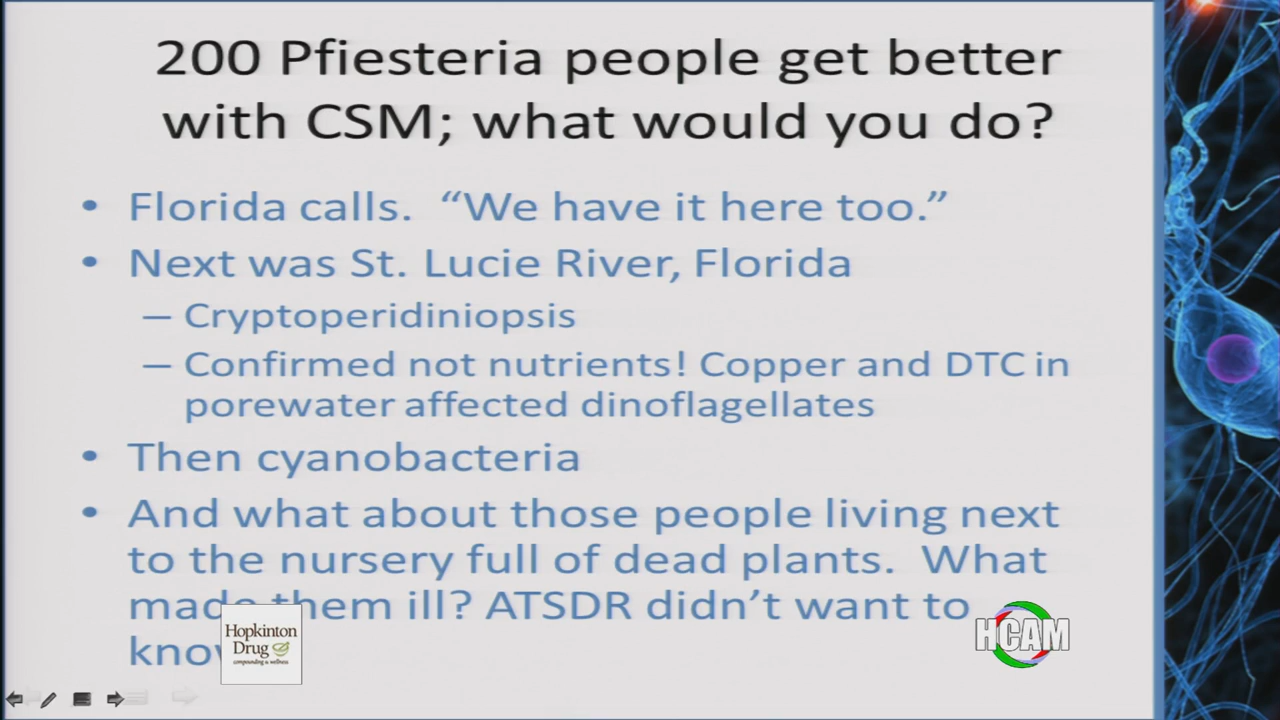 200 Pfiesteria people get better
with CSM; what would you do?
• Florida calls. “We have it here too.”
• Next was St. Lucie River, Florida
– Cryptoperidiniopsis
– Confirmed not nutrients! Copper and DTC in
porewater affected dinoflagellates
• Then cyanobacteria
• And what about those people living next
to the nursery full of dead plants. What
made them ill? ATSDR didn’t want to
Hopkinton
Drug
compounding & wellness
HCAM